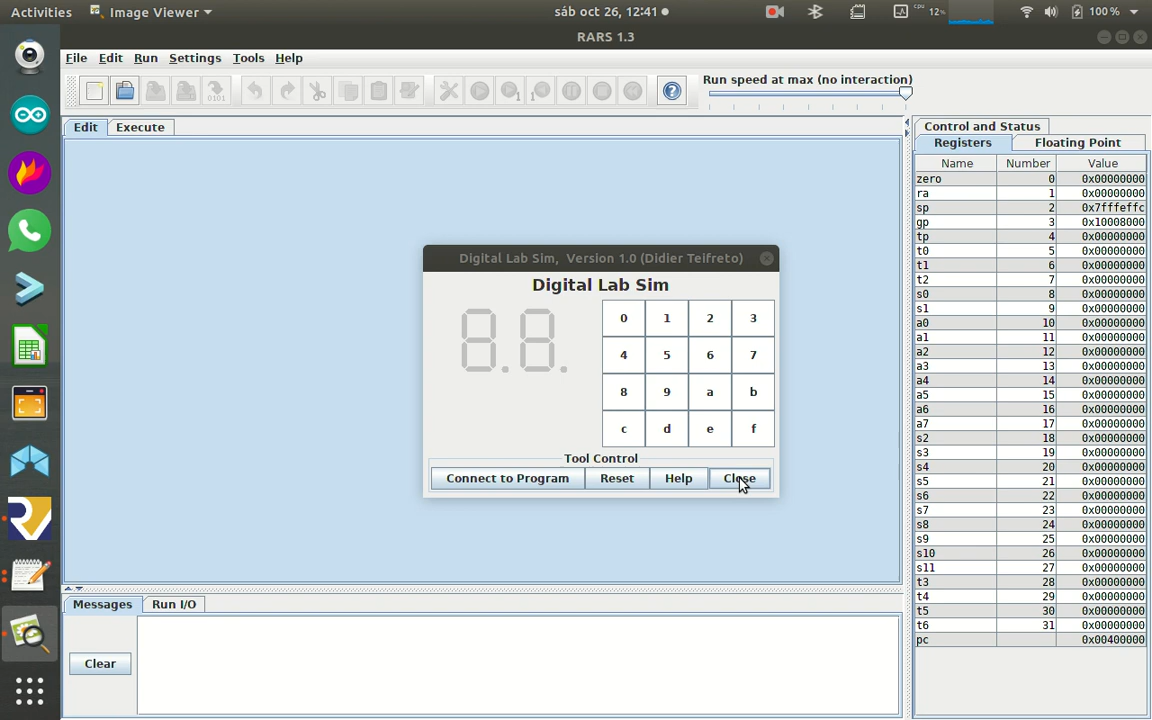 Activities Image Viewer sáb oct 26, 12:41 cpu 12% 100 %
RARS 1.3
File Edit Run Settings Tools Help
Run speed at max (no interaction)
0101 1 1 ?
Edit Execute
Control and Status
Registers Floating Point
Name Number Value
zero 0 0x00000000
ra 1 0x00000000
sp 2 0x7fffeffc
gp 3 0x10008000
tp 4 0x00000000
t0 5 0x00000000
t1 6 0x00000000
t2 7 0x00000000
s0 8 0x00000000
s1 9 0x00000000
a0 10 0x00000000
a1 11 0x00000000
a2 12 0x00000000
a3 13 0x00000000
a4 14 0x00000000
a5 15 0x00000000
a6 16 0x00000000
a7 17 0x00000000
s2 18 0x00000000
s3 19 0x00000000
s4 20 0x00000000
s5 21 0x00000000
s6 22 0x00000000
s7 23 0x00000000
s8 24 0x00000000
s9 25 0x00000000
s10 26 0x00000000
s11 27 0x00000000
t3 28 0x00000000
t4 29 0x00000000
t5 30 0x00000000
t6 31 0x00000000
pc 0x00400000
Digital Lab Sim, Version 1.0 (Didier Teifreto)
Digital Lab Sim
8.8.
0 1 2 3
4 5 6 7
8 9 a b
c d e f
Tool Control
Connect to Program Reset Help Close
Messages Run I/O
Clear